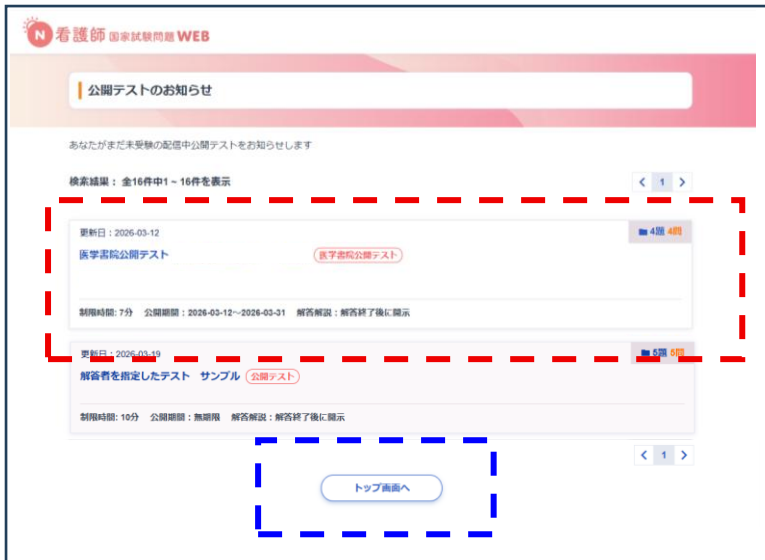 N 看護師 国家試験問題 WEB
公開テストのお知らせ
あなたがまだ未受験の配信中公開テストをお知らせします
検索結果： 全16件中1 ~ 16件を表示
1
更新日：2026-03-12
4題 4問
医学書院公開テスト 医学書院公開テスト
制限時間: 7分 公開期間：2026-03-12～2026-03-31 解答解説：解答終了後に開示
更新日：2026-03-19
5題 5問
解答者を指定したテスト サンプル 公開テスト
制限時間: 10分 公開期間：無期限 解答解説：解答終了後に開示
1
トップ画面へ